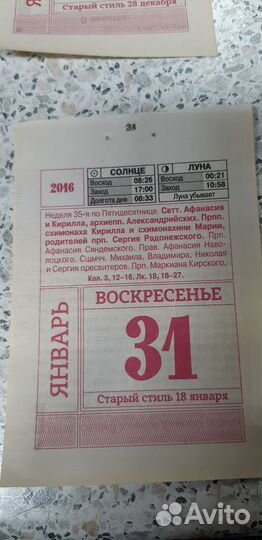 Старый стиль 28 декабря
24
2016
СОЛНЦЕ
Восход 08:26
Заход 17:00
Долгота дня 08:33
ЛУНА
Восход 00:21
Заход 10:58
Луна убывает
Неделя 35-я по Пятидесятнице. Свтт. Афанасия
и Кирилла, архиепп. Александрийских. Прпп.
схимонаха Кирилла и схимонахини Марии,
родителей прп. Сергия Радонежского. Прп.
Афанасия Сяндемского. Прав. Афанасия Наво-
лоцкого. Сщмчч. Михаила, Владимира, Николая
и Сергия пресвитеров. Прп. Маркиана Кирского.
Кол. 3, 12–16. Лк. 18, 18–27.
ЯНВАРЬ
ВОСКРЕСЕНЬЕ
31
Старый стиль 18 января
Avito